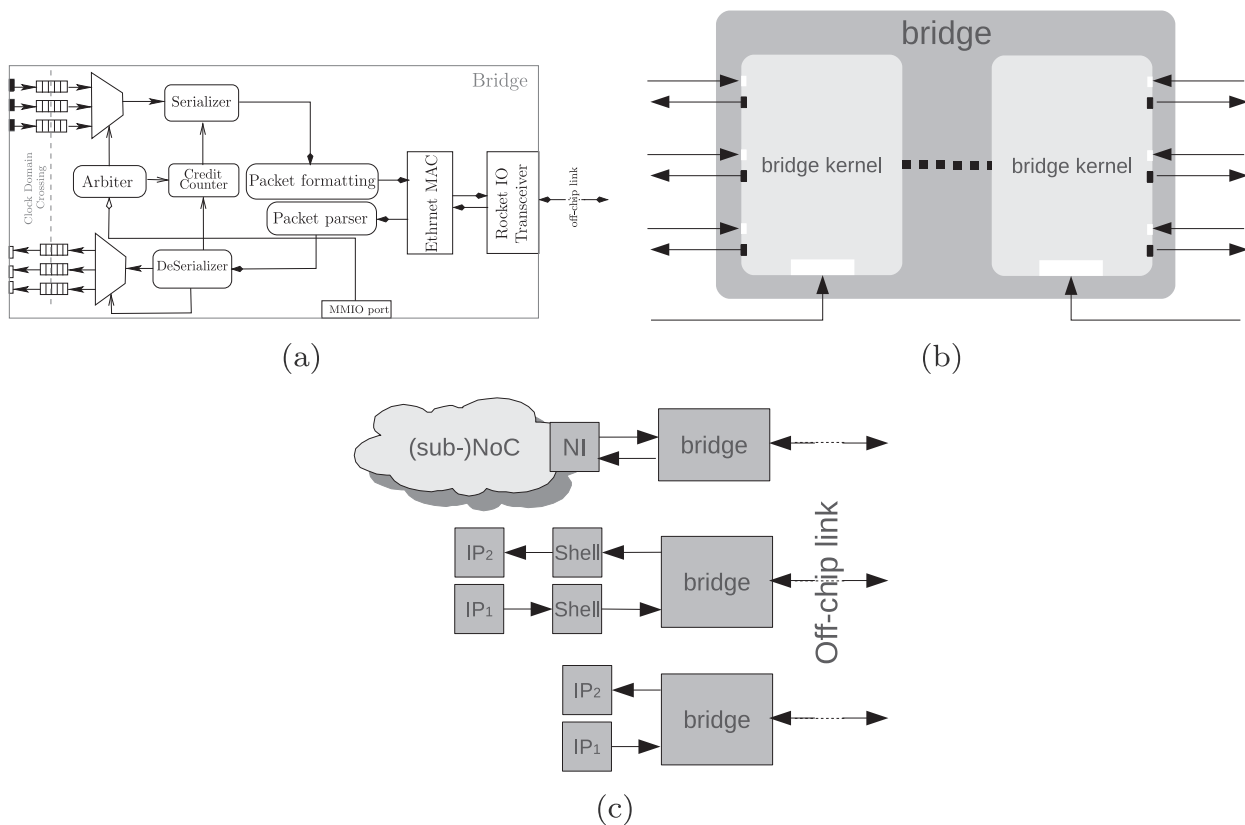 Bridge
Serializer
Clock Domain
Crossing
Arbiter
Credit
Counter
Packet formatting
Packet parser
Ethrnet MAC
Rocket IO
Transceiver
off-chip link
DeSerializer
MMIO port
(a)
bridge
bridge kernel
bridge kernel
(b)
(sub-)NoC
NI
bridge
IP2
Shell
bridge
IP1
Shell
Off-chip link
IP2
bridge
IP1
(c)